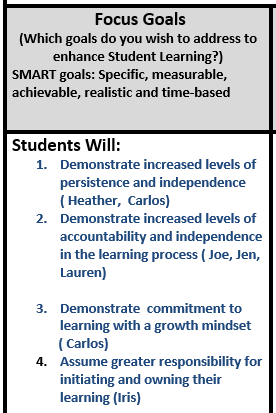 Focus Goals
(Which goals do you wish to address to
enhance Student Learning?)
SMART goals: Specific, measurable,
achievable, realistic and time-based
Students Will:
1. Demonstrate increased levels of
persistence and independence
( Heather, Carlos)
2. Demonstrate increased levels of
accountability and independence
in the learning process ( Joe, Jen,
Lauren)
3. Demonstrate commitment to
learning with a growth mindset
( Carlos)
4. Assume greater responsibility for
initiating and owning their
learning (Iris)